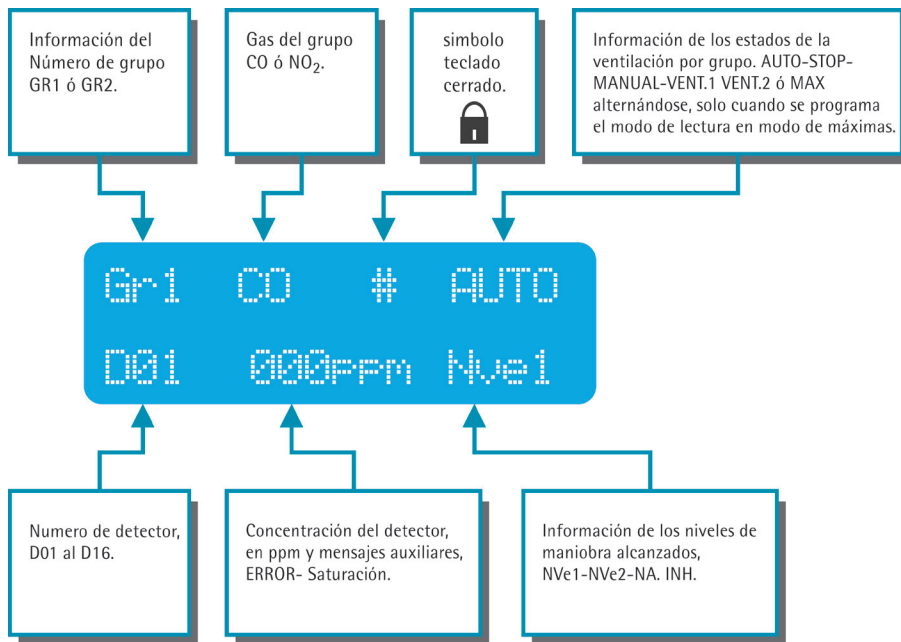 Información del
Número de grupo
GR1 ó GR2.
Gas del grupo
CO ó NO₂.
simbolo
teclado
cerrado.
Información de los estados de la
ventilación por grupo. AUTO-STOP-
MANUAL-VENT.1 VENT.2 ó MAX
alternándose, solo cuando se programa
el modo de lectura en modo de máximas.
Gr1 CO # AUTO
D01 000ppm Nve1
Numero de detector,
D01 al D16.
Concentración del detector,
en ppm y mensajes auxiliares,
ERROR- Saturación.
Información de los niveles de
maniobra alcanzados,
NVe1-NVe2-NA. INH.